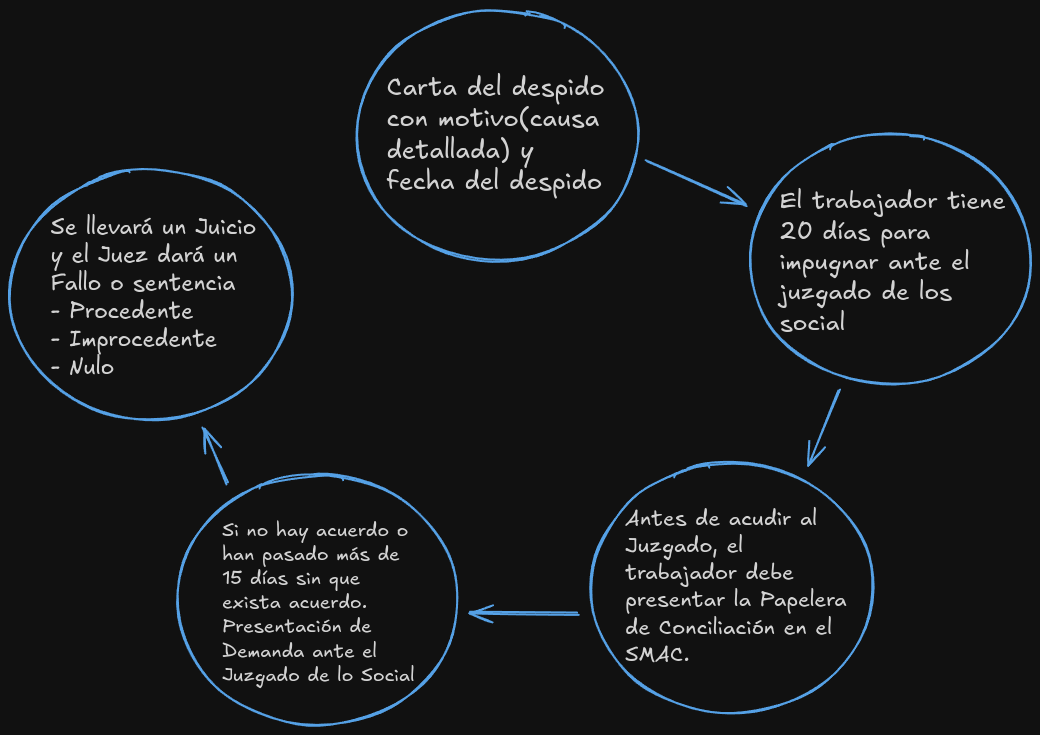 Carta del despido
con motivo(causa
detallada) y
fecha del despido
El trabajador tiene
20 días para
impugnar ante el
juzgado de los
social
Antes de acudir al
Juzgado, el
trabajador debe
presentar la Papelera
de Conciliación en el
SMAC.
Si no hay acuerdo o
han pasado más de
15 días sin que
exista acuerdo.
Presentación de
Demanda ante el
Juzgado de lo Social
Se llevará un Juicio
y el Juez dará un
Fallo o sentencia
- Procedente
- Improcedente
- Nulo